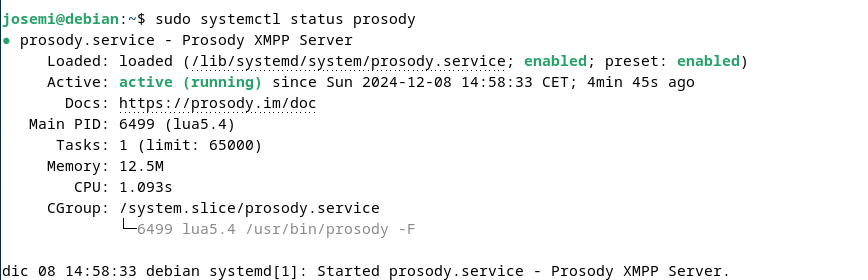 josemi@debian:~$ sudo systemctl status prosody
● prosody.service - Prosody XMPP Server
Loaded: loaded (/lib/systemd/system/prosody.service; enabled; preset: enabled)
Active: active (running) since Sun 2024-12-08 14:58:33 CET; 4min 45s ago
Docs: https://prosody.im/doc
Main PID: 6499 (lua5.4)
Tasks: 1 (limit: 65000)
Memory: 12.5M
CPU: 1.093s
CGroup: /system.slice/prosody.service
└─6499 lua5.4 /usr/bin/prosody -F
dic 08 14:58:33 debian systemd[1]: Started prosody.service - Prosody XMPP Server.